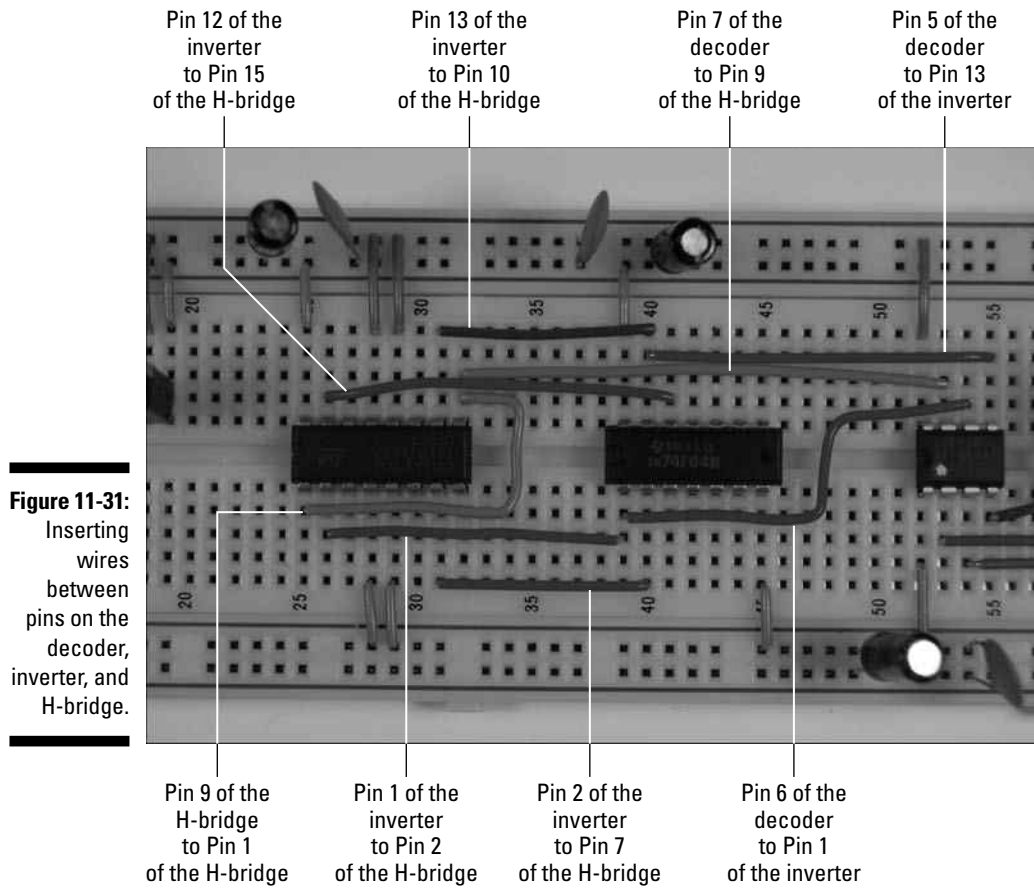 Pin 12 of the
inverter
to Pin 15
of the H-bridge
Pin 13 of the
inverter
to Pin 10
of the H-bridge
Pin 7 of the
decoder
to Pin 9
of the H-bridge
Pin 5 of the
decoder
to Pin 13
of the inverter
20
30
35
40
45
50
55
Figure 11-31:
Inserting
wires
between
pins on the
decoder,
inverter, and
H-bridge.
20
25
30
35
40
50
55
Pin 9 of the
H-bridge
to Pin 1
of the H-bridge
Pin 1 of the
inverter
to Pin 2
of the H-bridge
Pin 2 of the
inverter
to Pin 7
of the H-bridge
Pin 6 of the
decoder
to Pin 1
of the inverter